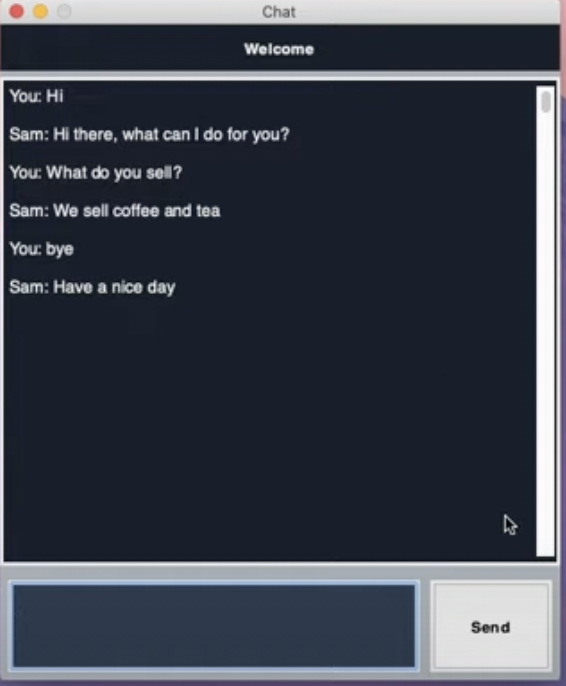 Chat
Welcome
You: Hi
Sam: Hi there, what can I do for you?
You: What do you sell?
Sam: We sell coffee and tea
You: bye
Sam: Have a nice day
Send